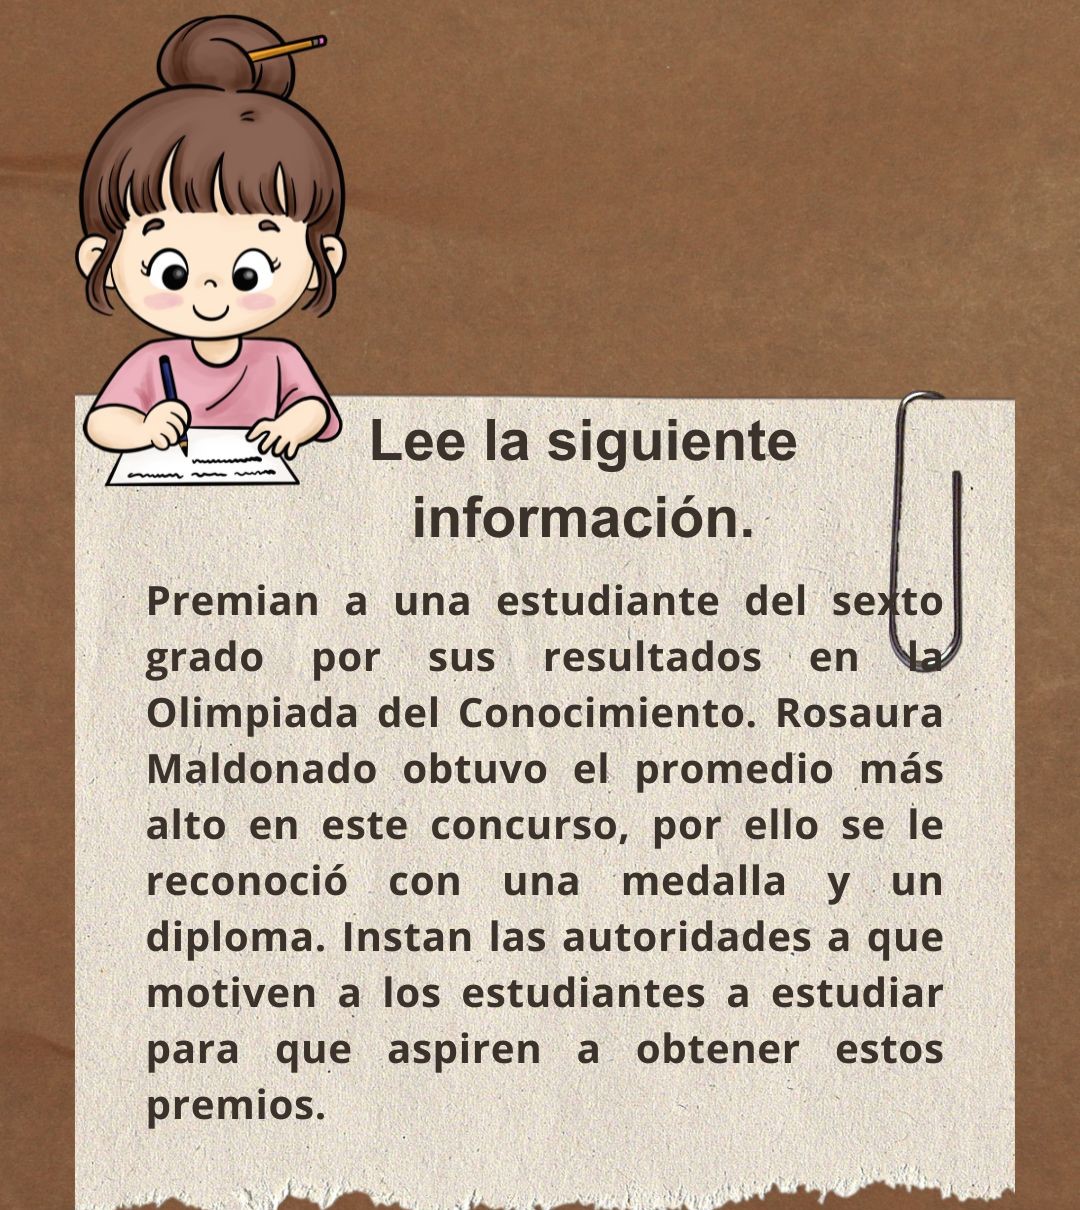 Lee la siguiente
información.
Premian a una estudiante del sexto
grado por sus resultados en la
Olimpiada del Conocimiento. Rosaura
Maldonado obtuvo el promedio más
alto en este concurso, por ello se le
reconoció con una medalla y un
diploma. Instan las autoridades a que
motiven a los estudiantes a estudiar
para que aspiren a obtener estos
premios.